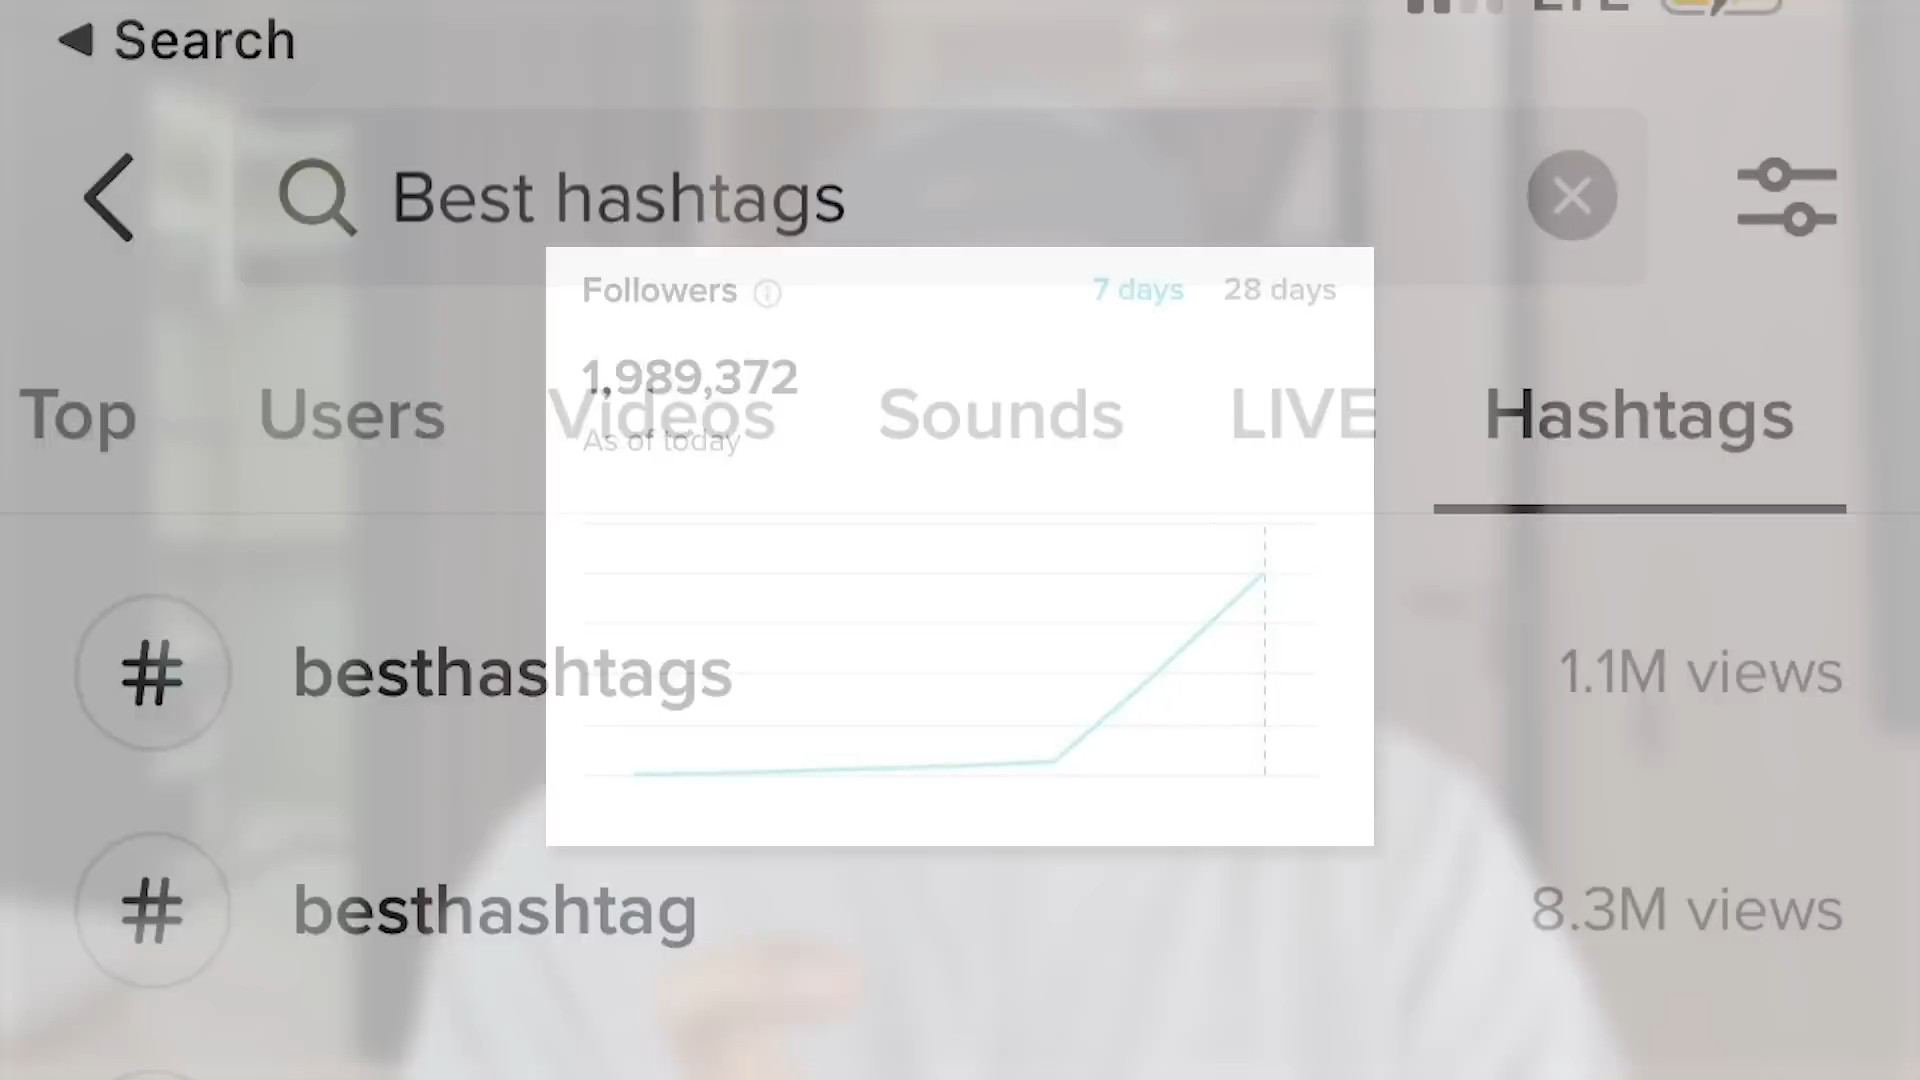 Search
LTE
Best hashtags
Followers
7 days
28 days
1,989,372
Top
Users
Videos
Sounds
LIVE
Hashtags
As of today
# besthashtags
1.1M views
# besthashtag
8.3M views